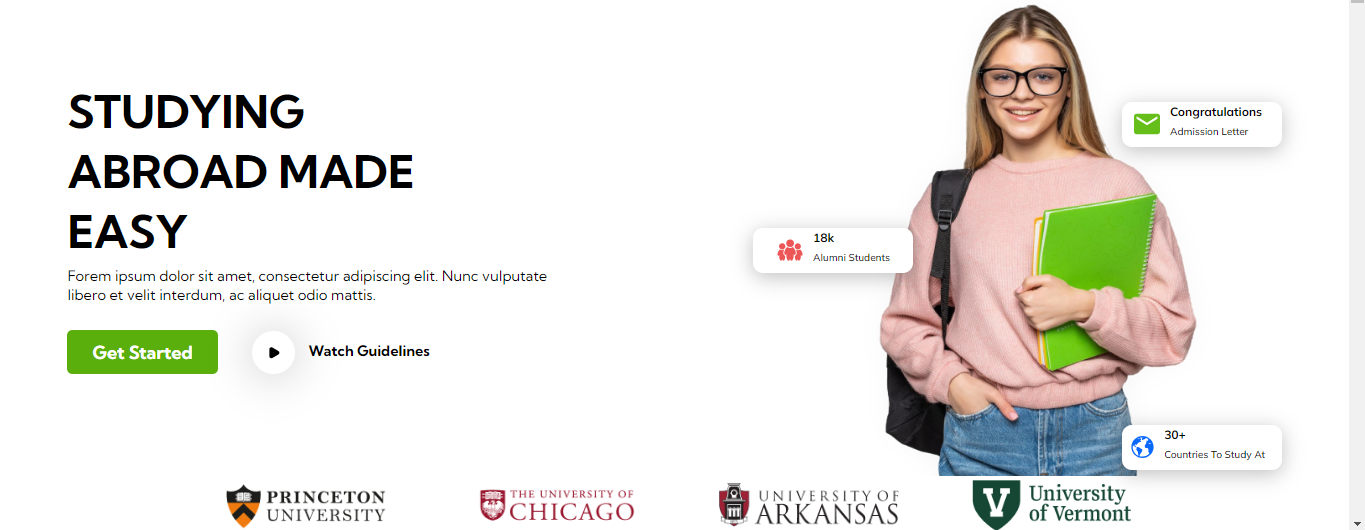 STUDYING
ABROAD MADE
EASY
Forem ipsum dolor sit amet, consectetur adipiscing elit. Nunc vulputate
libero et velit interdum, ac aliquet odio mattis.
Get Started
Watch Guidelines
Congratulations
Admission Letter
18k
Alumni Students
30+
Countries To Study At
PRINCETON
UNIVERSITY
THE UNIVERSITY OF
CHICAGO
UNIVERSITY OF
ARKANSAS
V
University
of Vermont